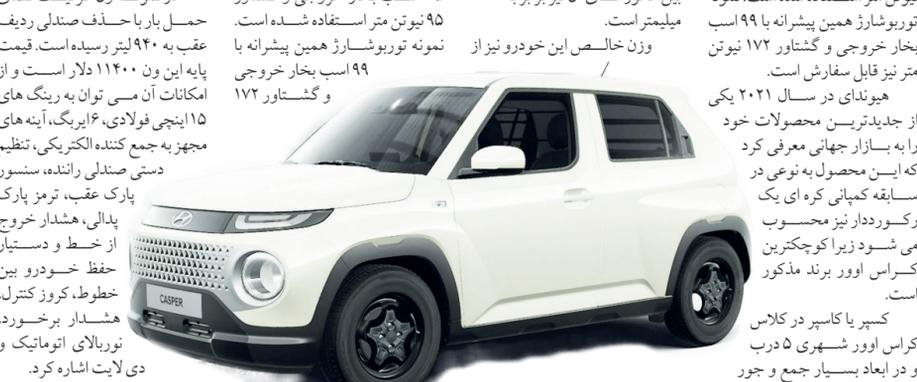 توربوشارژ همین پیشرانه با ۹۹ اسب
بخار خروجی و گشتاور ۱۷۲ نیوتن
متر نیز قابل سفارش است.
هیوندای در سال ۲۰۲۱ یکی
از جدیدترین محصولات خود
را به بازار جهانی معرفی کرد
که این محصول به نوعی در
سابقه کمپانی کره ای یک
رکورددار نیز محسوب
می شود زیرا کوچکترین
کراس اوور برند مذکور
است.
کسپر یا کاسپر در کلاس
کراس اوور شهری ۵ درب
و در ابعاد بسیار جمع و جور
میلیمتر است.
وزن خالص این خودرو نیز از
۹۵ نیوتن متر استفاده شده است.
نمونه توربوشارژ همین پیشرانه با
۹۹ اسب بخار خروجی
و گشتاور ۱۷۲
حمل بار با حذف صندلی ردیف
عقب به ۹۴۰ لیتر رسیده است. قیمت
پایه این ون ۱۱۴۰۰ دلار است و از
امکانات آن می توان به رینگ های
۱۵ اینچی فولادی، ۶ ایربگ، آینه های
مجهز به جمع کننده الکتریکی، تنظیم
دستی صندلی راننده، سنسور
پارک عقب، ترمز پارک
پدالی، هشدار خروج
از خط و دستیار
حفظ خودرو بین
خطوط، کروز کنترل،
هشدار برخورد،
نوربالای اتوماتیک و
دی لایت اشاره کرد.
CASPER